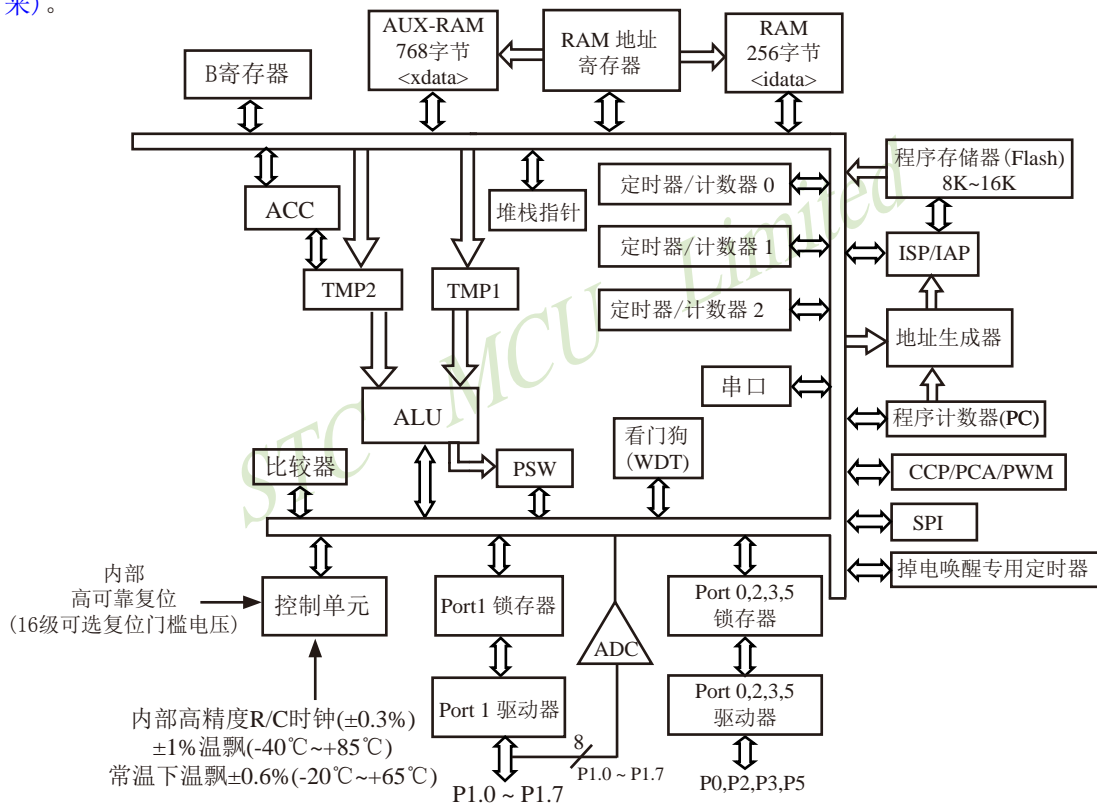 来)。
AUX-RAM
768字节
<xdata>
RAM 地址
寄存器
RAM
256字节
<idata>
B寄存器
程序存储器(Flash)
8K~16K
定时器/计数器 0
ACC
堆栈指针
定时器/计数器 1
ISP/IAP
TMP2
TMP1
定时器/计数器 2
地址生成器
串口
ALU
程序计数器(PC)
看门狗
(WDT)
比较器
PSW
CCP/PCA/PWM
SPI
掉电唤醒专用定时器
内部
高可靠复位
(16级可选复位门槛电压)
控制单元
Port1 锁存器
Port 0,2,3,5
锁存器
ADC
Port 1 驱动器
Port 0,2,3,5
驱动器
内部高精度R/C时钟(±0.3%)
±1%温飘(-40℃~+85℃)
常温下温飘±0.6%(-20℃~+65℃)
8
P1.0 ~ P1.7
P1.0 ~ P1.7
P0,P2,P3,P5
STC MCU Limited